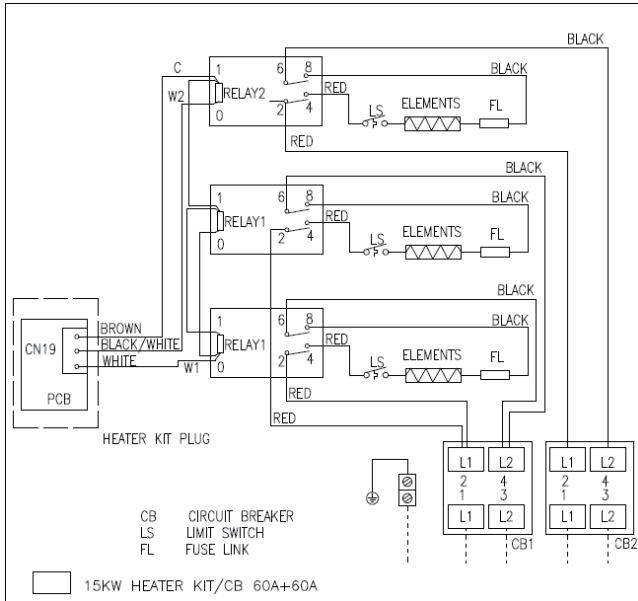 BLACK
C 1 6 8 BLACK
RED
W2 RELAY2 ELEMENTS FL
LS
0 2 4
RED
BLACK
1 6 8 BLACK
RED
RELAY1 ELEMENTS FL
LS
0 2 4
BLACK
1 6 8 BLACK
BROWN RED
CN19 BLACK/WHITE RELAY1 ELEMENTS FL
WHITE LS
W1 0 2 4
PCB RED
RED
HEATER KIT PLUG
L1 L2 L1 L2
2 4 2 4
1 3 1 3
L1 L2 L1 L2
CB1 CB2
CB CIRCUIT BREAKER
LS LIMIT SWITCH
FL FUSE LINK
15KW HEATER KIT/CB 60A+60A